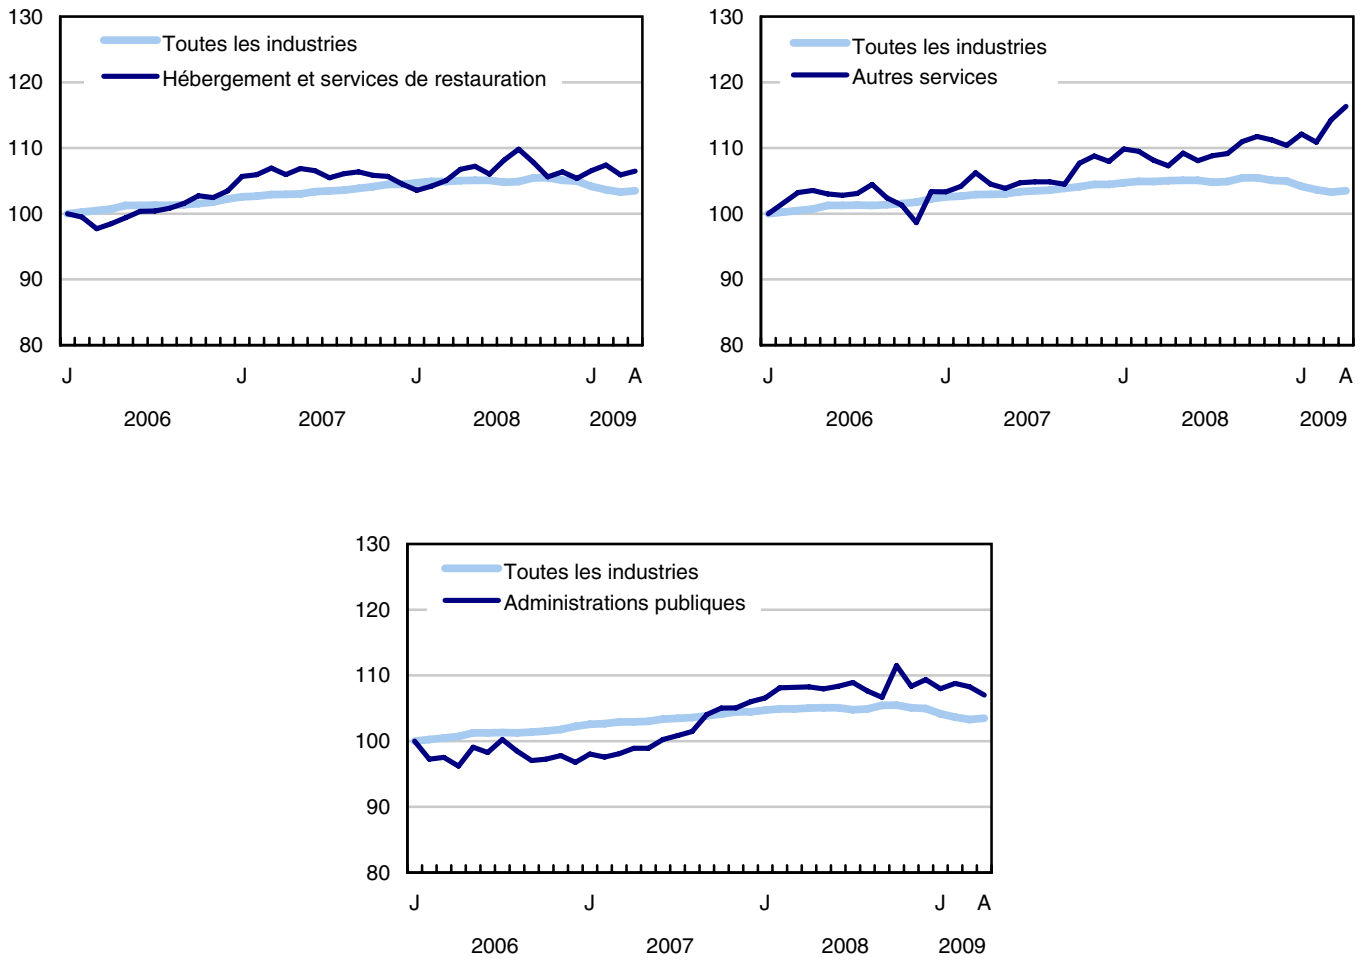 130
Toutes les industries
Hébergement et services de restauration
120
110
100
90
80
J J J J A
2006 2007 2008 2009
130
Toutes les industries
Autres services
120
110
100
90
80
J J J J A
2006 2007 2008 2009
130
Toutes les industries
Administrations publiques
120
110
100
90
80
J J J J A
2006 2007 2008 2009